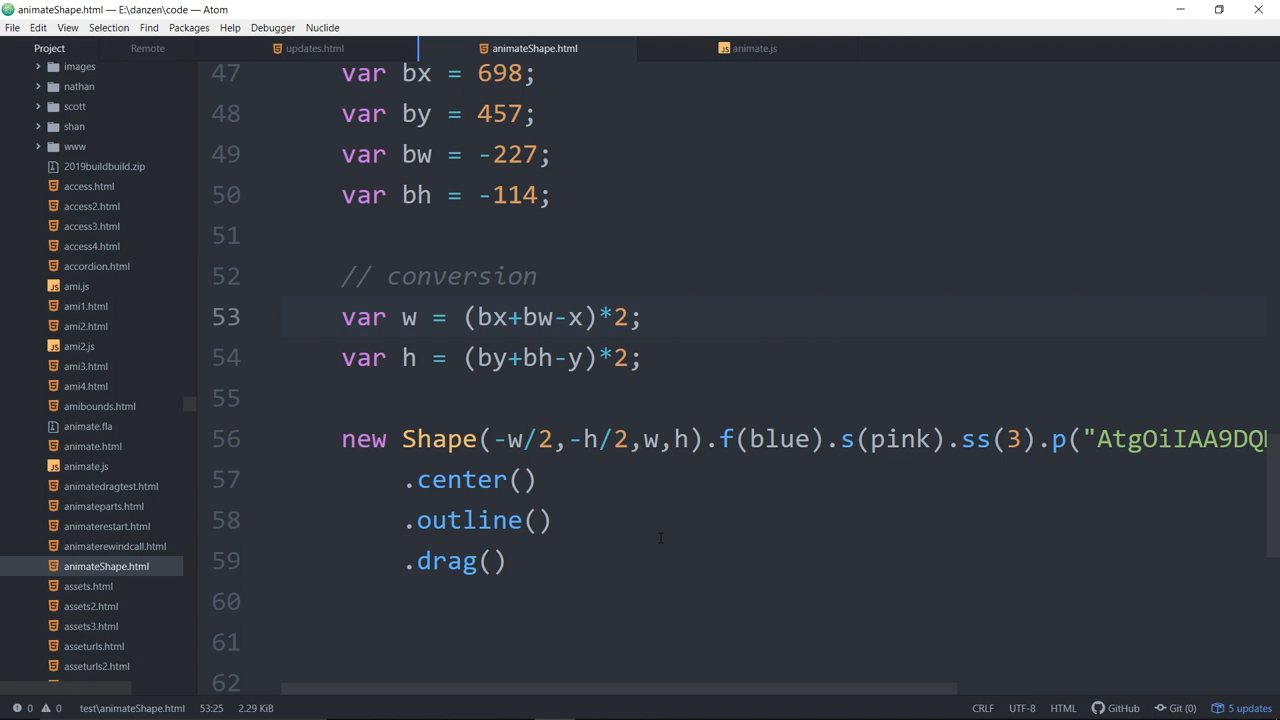 animateShape.html — E:\danzen\code — Atom
File Edit View Selection Find Packages Help Debugger Nuclide
Project Remote updates.html animateShape.html animate.js
images
nathan
scott
shan
www
2019buildbuild.zip
access.html
access2.html
access3.html
access4.html
accordion.html
ami.js
ami1.html
ami2.html
ami2.js
ami3.html
ami4.html
amibounds.html
animate.fla
animate.html
animate.js
animatedragtest.html
animateparts.html
animaterestart.html
animaterewindcall.html
animateShape.html
assets.html
assets2.html
assets3.html
asseturls.html
asseturls2.html
47 var bx = 698;
48 var by = 457;
49 var bw = -227;
50 var bh = -114;
51
52 // conversion
53 var w = (bx+bw-x)*2;
54 var h = (by+bh-y)*2;
55
56 new Shape(-w/2,-h/2,w,h).f(blue).s(pink).ss(3).p("AtgOiIAA9DQ
57 .center()
58 .outline()
59 .drag()
60
61
62
0 0 test\animateShape.html 53:25 2.29 KiB CRLF UTF-8 HTML GitHub Git (0) 5 updates